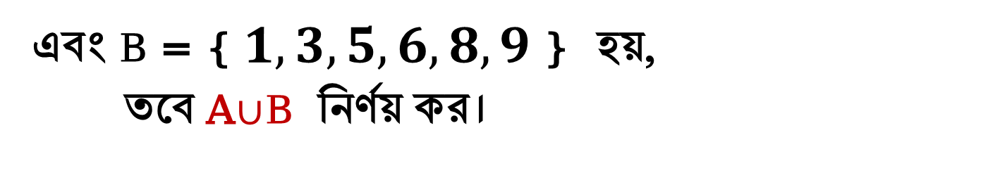 এবং B = { 1, 3, 5, 6, 8, 9 } হয়,
তবে A∪B নির্ণয় কর।